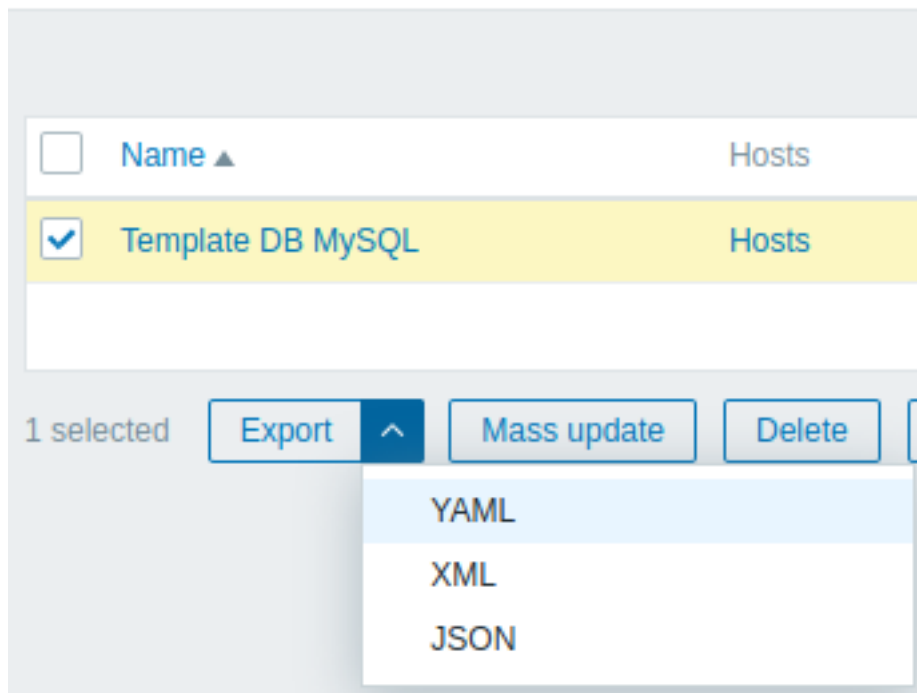 Name ▲ Hosts
Template DB MySQL Hosts
1 selected Export Mass update Delete
YAML
XML
JSON